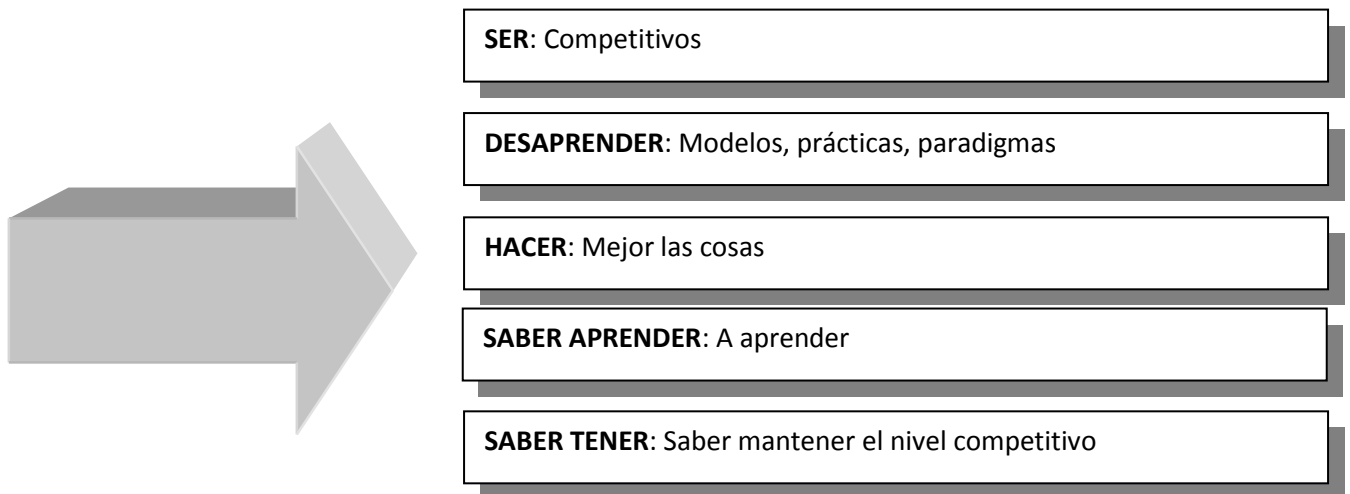 SER: Competitivos
DESAPRENDER: Modelos, prácticas, paradigmas
HACER: Mejor las cosas
SABER APRENDER: A aprender
SABER TENER: Saber mantener el nivel competitivo